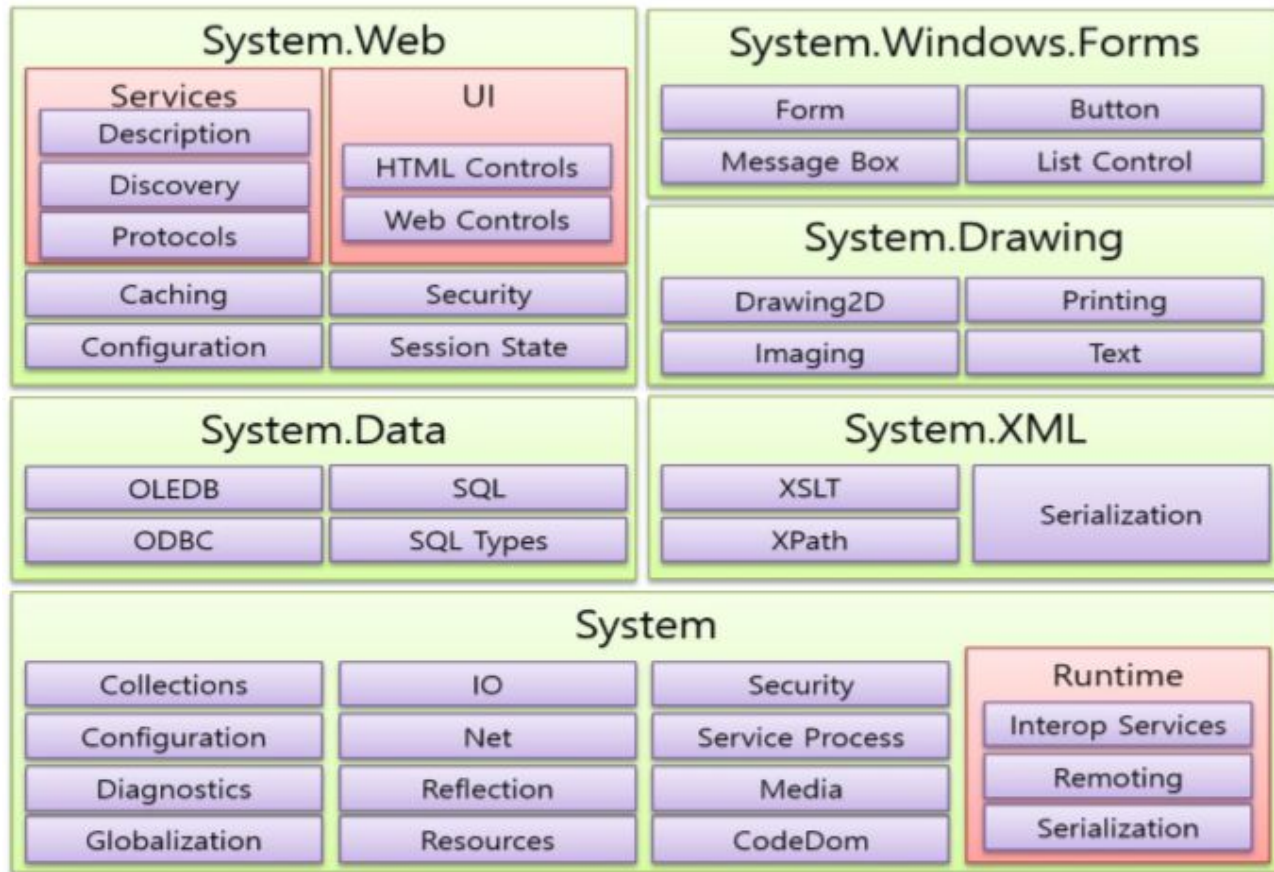 System.Web
Services
Description
Discovery
Protocols
UI
HTML Controls
Web Controls
Caching
Security
Configuration
Session State
System.Windows.Forms
Form
Button
Message Box
List Control
System.Drawing
Drawing2D
Printing
Imaging
Text
System.Data
OLEDB
SQL
ODBC
SQL Types
System.XML
XSLT
XPath
Serialization
System
Collections
IO
Security
Configuration
Net
Service Process
Diagnostics
Reflection
Media
Globalization
Resources
CodeDom
Runtime
Interop Services
Remoting
Serialization